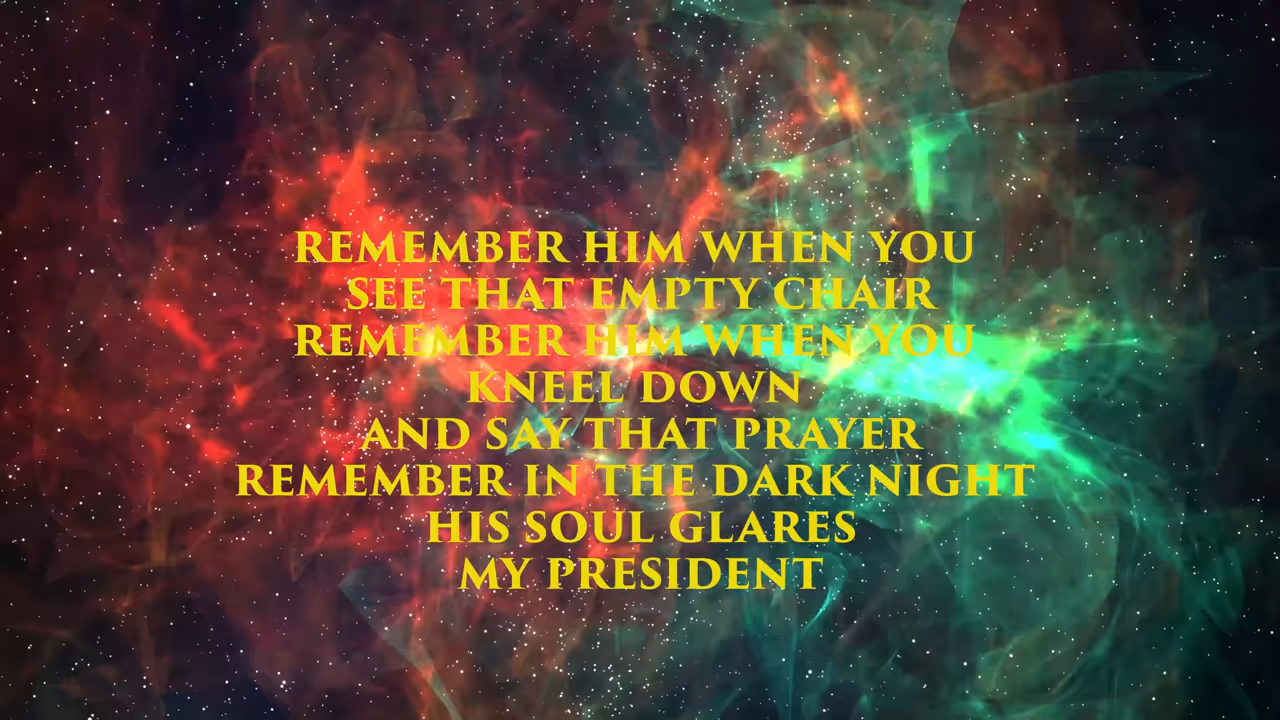 REMEMBER HIM WHEN YOU
SEE THAT EMPTY CHAIR
REMEMBER HIM WHEN YOU
KNEEL DOWN
AND SAY THAT PRAYER
REMEMBER IN THE DARK NIGHT
HIS SOUL GLARES
MY PRESIDENT